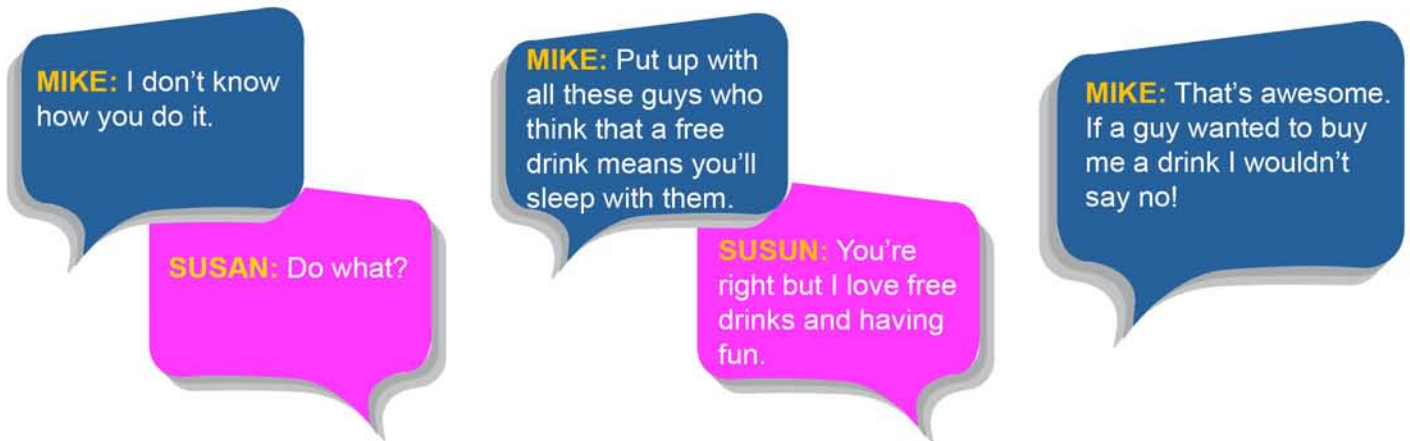 MIKE: I don't know
how you do it.
SUSAN: Do what?
MIKE: Put up with
all these guys who
think that a free
drink means you'll
sleep with them.
SUSUN: You're
right but I love free
drinks and having
fun.
MIKE: That's awesome.
If a guy wanted to buy
me a drink I wouldn't
say no!